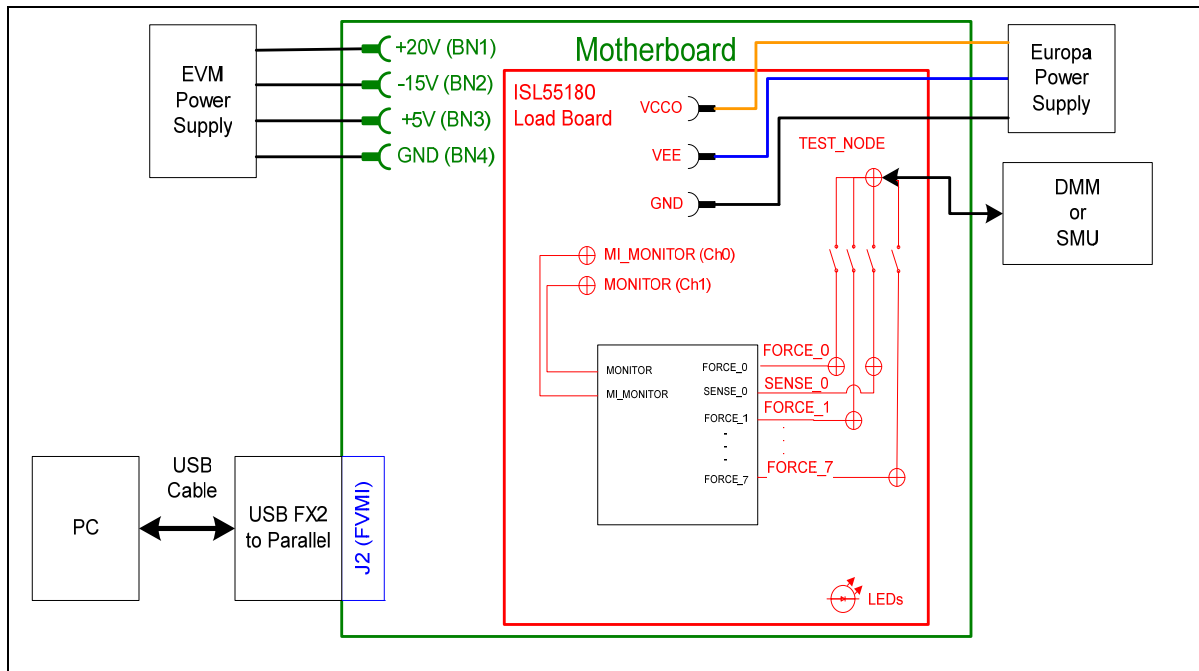 EVM
Power
Supply
+20V (BN1)
-15V (BN2)
+5V (BN3)
GND (BN4)
Motherboard
ISL55180
Load Board
VCCO
VEE
GND
Europa
Power
Supply
TEST_NODE
DMM
or
SMU
MI_MONITOR (Ch0)
MONITOR (Ch1)
MONITOR
MI_MONITOR
FORCE_0
SENSE_0
FORCE_1
FORCE_7
FORCE_0
SENSE_0
FORCE_1
FORCE_7
PC
USB
Cable
USB FX2
to Parallel
J2 (FVMI)
LEDs